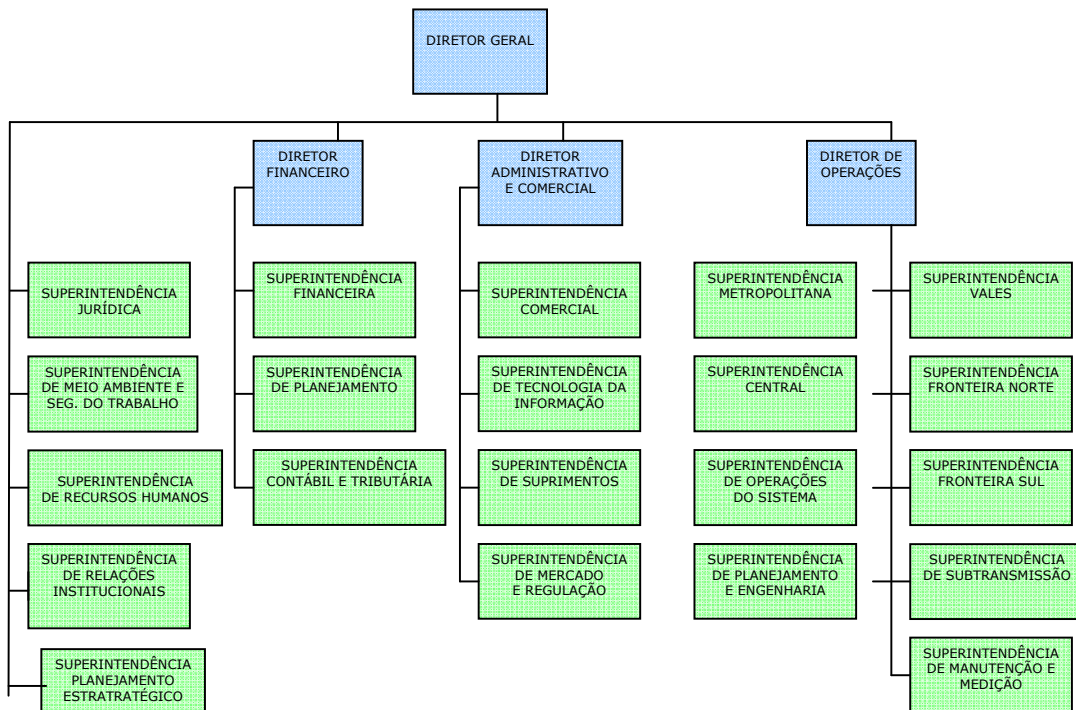 DIRETOR GERAL
DIRETOR
FINANCEIRO
DIRETOR
ADMINISTRATIVO
E COMERCIAL
DIRETOR DE
OPERAÇÕES
SUPERINTENDÊNCIA
JURÍDICA
SUPERINTENDÊNCIA
FINANCEIRA
SUPERINTENDÊNCIA
COMERCIAL
SUPERINTENDÊNCIA
METROPOLITANA
SUPERINTENDÊNCIA
VALES
SUPERINTENDÊNCIA
DE MEIO AMBIENTE E
SEG. DO TRABALHO
SUPERINTENDÊNCIA
DE PLANEJAMENTO
SUPERINTENDÊNCIA
DE TECNOLOGIA DA
INFORMAÇÃO
SUPERINTENDÊNCIA
CENTRAL
SUPERINTENDÊNCIA
FRONTEIRA NORTE
SUPERINTENDÊNCIA
DE RECURSOS HUMANOS
SUPERINTENDÊNCIA
CONTÁBIL E TRIBUTÁRIA
SUPERINTENDÊNCIA
DE SUPRIMENTOS
SUPERINTENDÊNCIA
DE OPERAÇÕES
DO SISTEMA
SUPERINTENDÊNCIA
FRONTEIRA SUL
SUPERINTENDÊNCIA
DE RELAÇÕES
INSTITUCIONAIS
SUPERINTENDÊNCIA
DE MERCADO
E REGULAÇÃO
SUPERINTENDÊNCIA
DE PLANEJAMENTO
E ENGENHARIA
SUPERINTENDÊNCIA
DE SUBTRANSMISSÃO
SUPERINTENDÊNCIA
PLANEJAMENTO
ESTRATRATÉGICO
SUPERINTENDÊNCIA
DE MANUTENÇÃO E
MEDIÇÃO